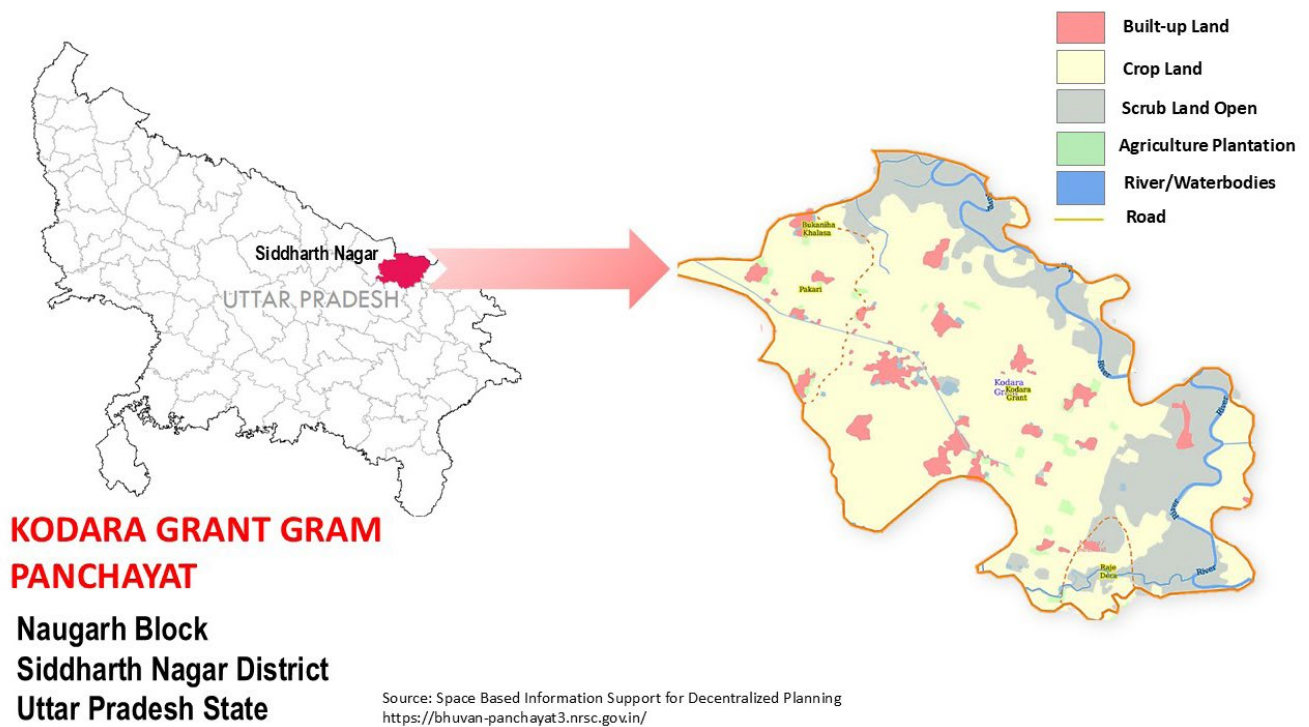 Built-up Land
Crop Land
Scrub Land Open
Agriculture Plantation
River/Waterbodies
Road
Siddharth Nagar
UTTAR PRADESH
Bukaniha
Khalasa
Pakari
Kodara
Kodara
Grant
River
River
River
River
Raje
KODARA GRANT GRAM
PANCHAYAT
Naugarh Block
Siddharth Nagar District
Uttar Pradesh State
Source: Space Based Information Support for Decentralized Planning
https://bhuvan-panchayat3.nrsc.gov.in/